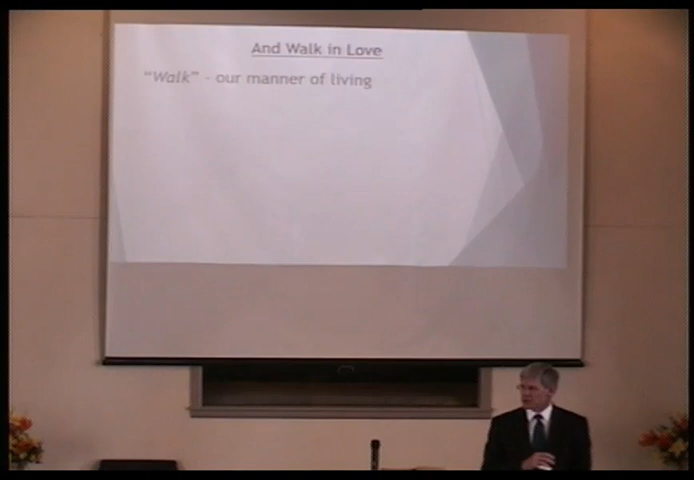 And Walk in Love
“Walk” – our manner of living